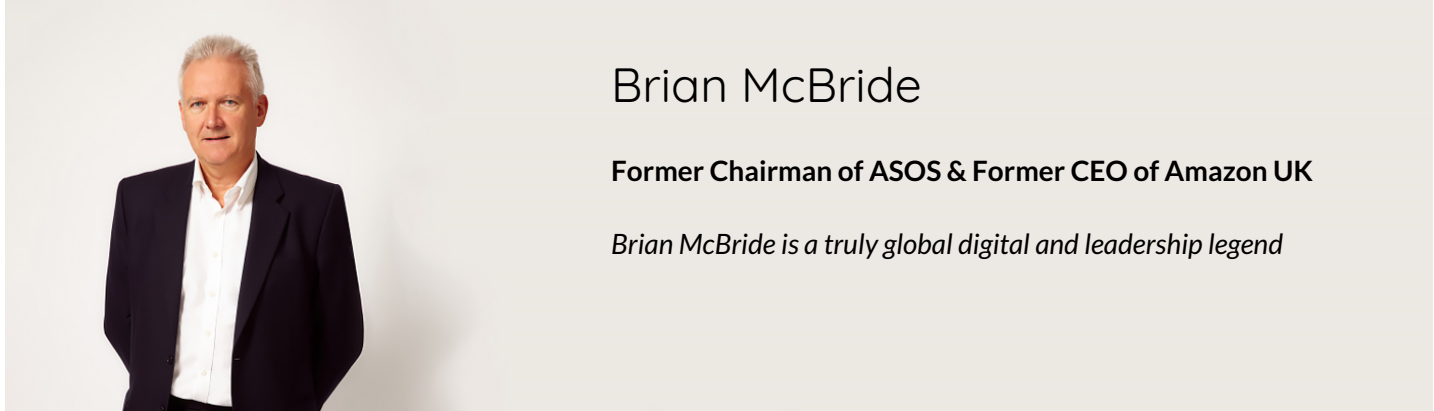 Brian McBride
Former Chairman of ASOS & Former CEO of Amazon UK
Brian McBride is a truly global digital and leadership legend